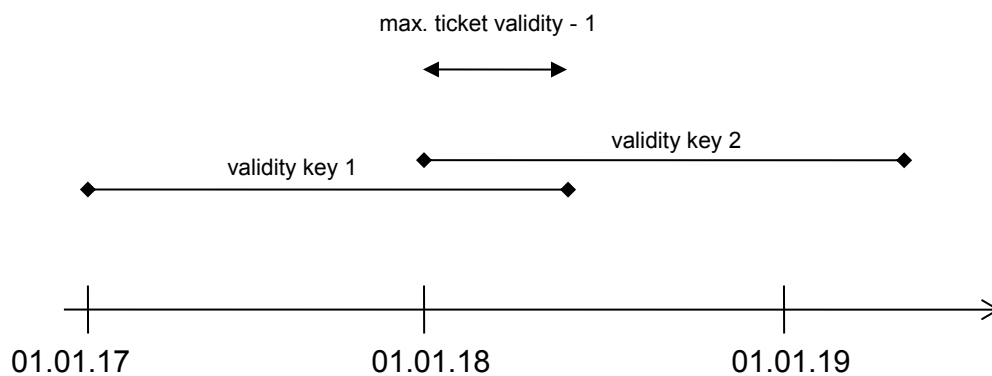 max. ticket validity - 1
validity key 2
validity key 1
01.01.17
01.01.18
01.01.19